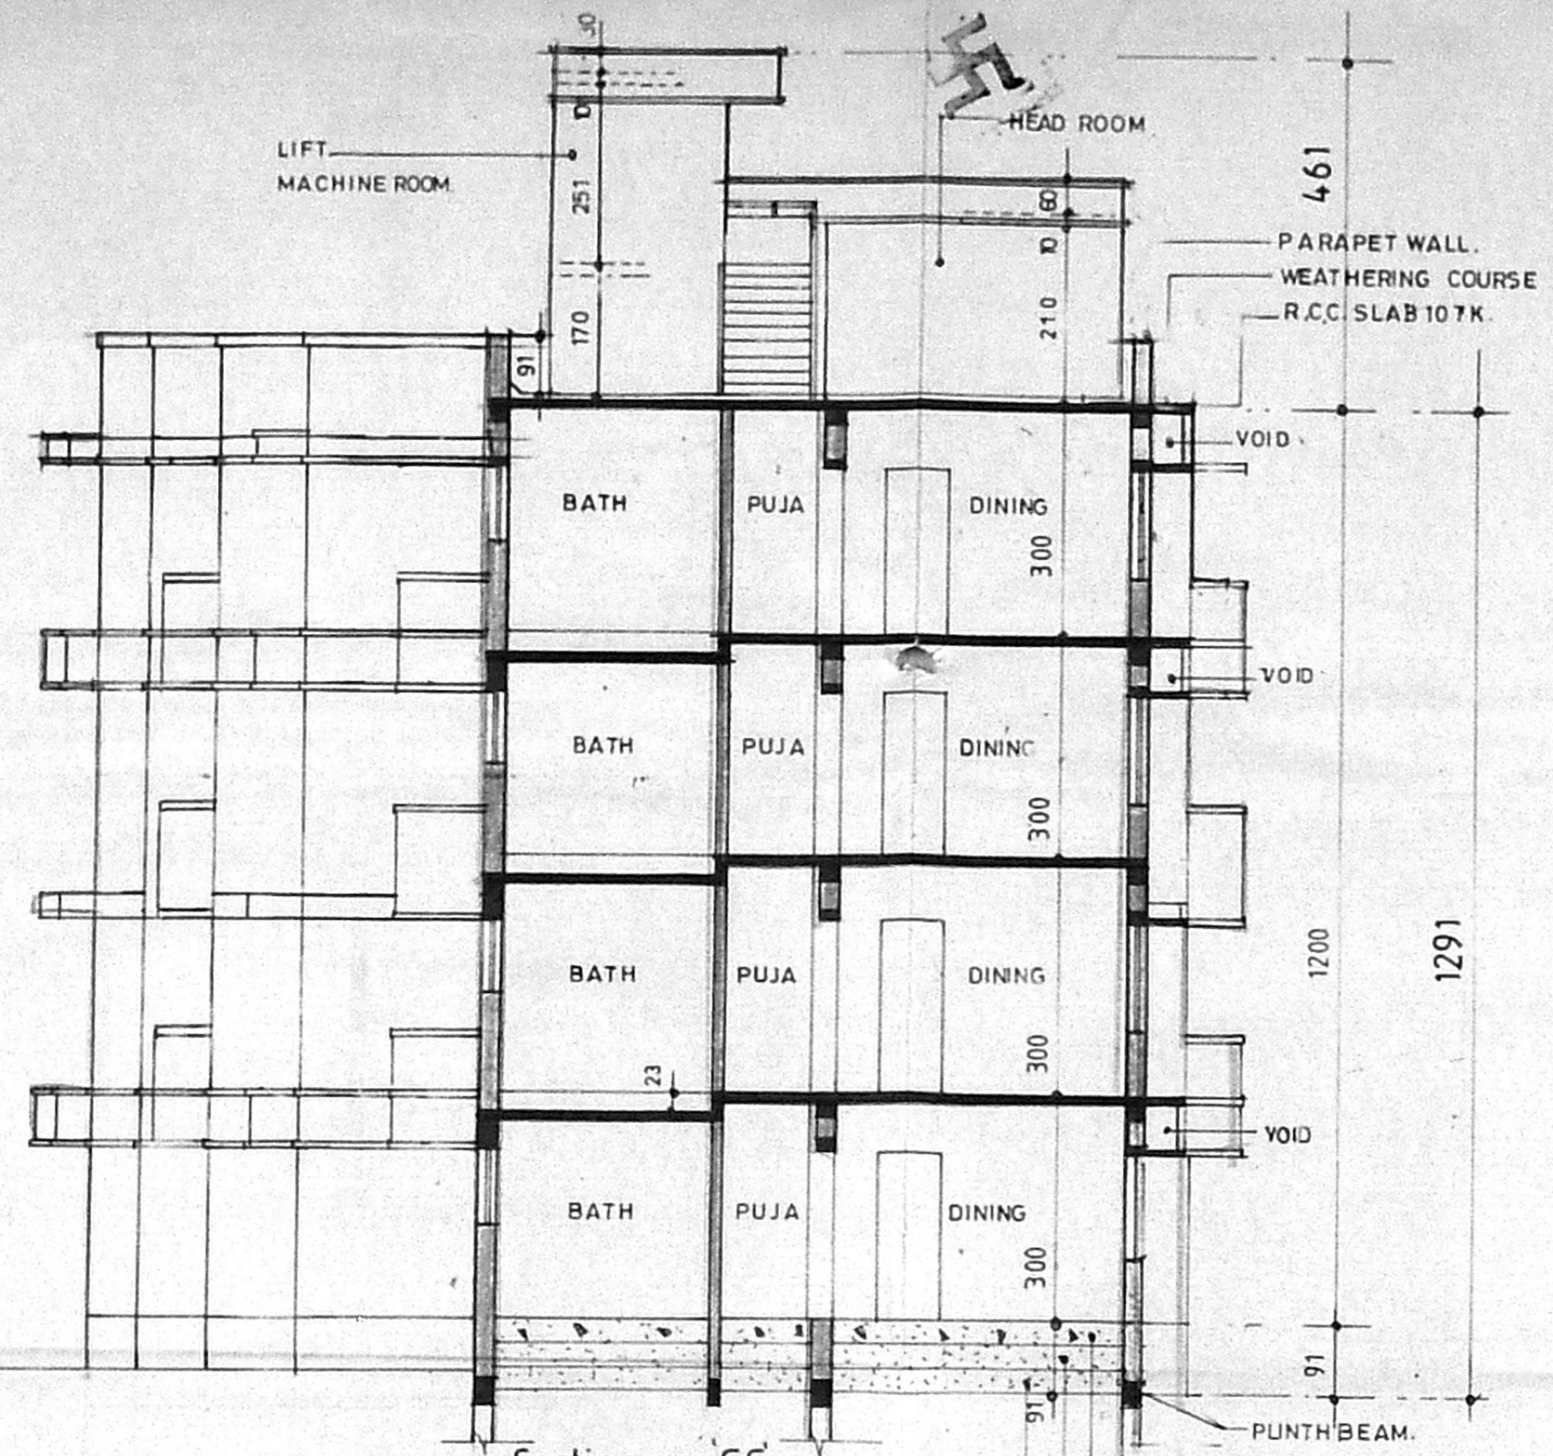 30
HEAD ROOM
10
LIFT
MACHINE ROOM.
251
461
60
10
PARAPET WALL.
WEATHERING COURSE
R.C.C. SLAB 10 7K.
170
210
91
VOID
BATH
PUJA
DINING
300
VOID
BATH
PUJA
DINING
300
1200
1291
BATH
PUJA
DINING
300
23
VOID
BATH
PUJA
DINING
300
91
91
PLINTH BEAM.